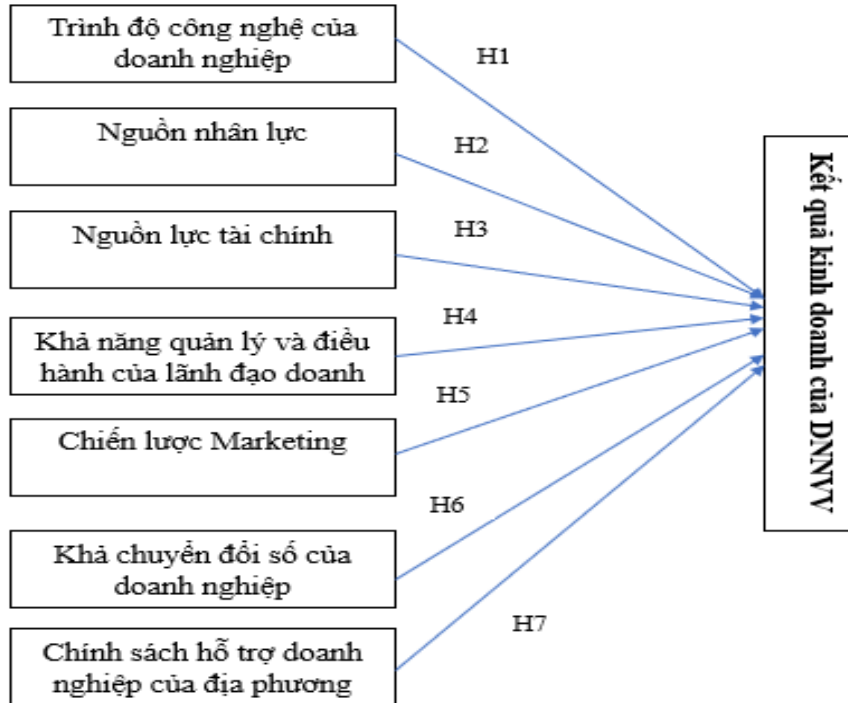 Trình độ công nghệ của
doanh nghiệp
H1
Nguồn nhân lực
H2
Nguồn lực tài chính
H3
Khả năng quản lý và điều
hành của lãnh đạo doanh
H4
Chiến lược Marketing
H5
Khả chuyển đổi số của
doanh nghiệp
H6
Chính sách hỗ trợ doanh
nghiệp của địa phương
H7
Kết quả kinh doanh của DNNVV